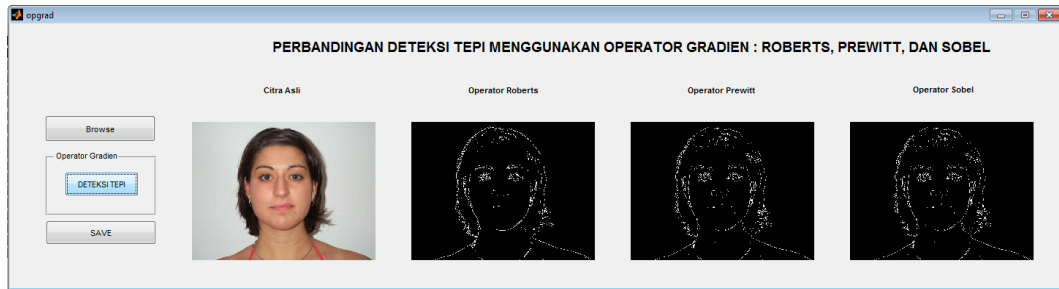 opgrad
PERBANDINGAN DETEKSI TEPI MENGGUNAKAN OPERATOR GRADIEN : ROBERTS, PREWITT, DAN SOBEL
Citra Asli
Operator Roberts
Operator Prewitt
Operator Sobel
Browse
Operator Gradien
DETEKSI TEPI
SAVE